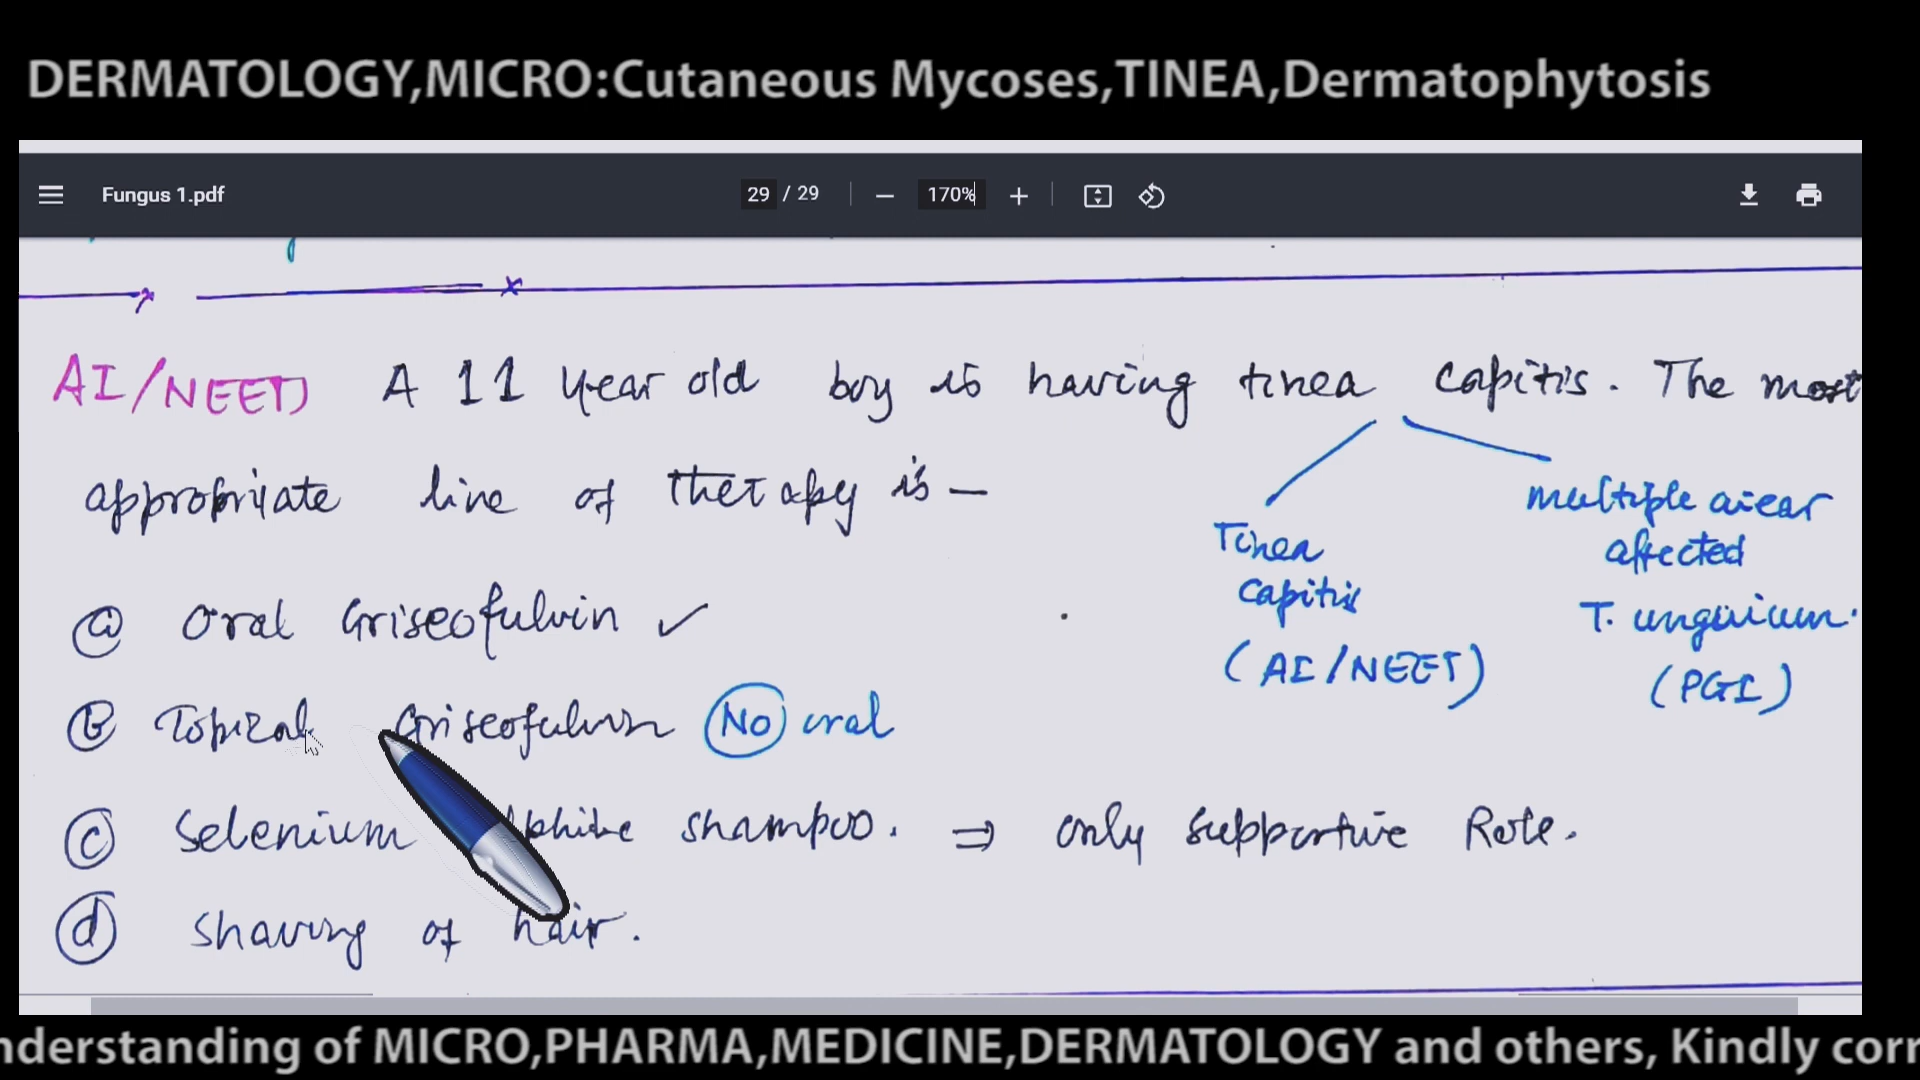 DERMATOLOGY,MICRO:Cutaneous Mycoses,TINEA,Dermatophytosis
Fungus 1.pdf
29 / 29
170%
AI/NEET A 11 year old boy is having tinea capitis. The most
appropriate line of Therapy is —
Tinea
Capitis
(AI/NEET)
multiple
affected
T. unguium.
(PGI)
a Oral Griseofulvin ✓
b Topical Griseofulvin No oral
c Selenium shampoo. ⇒ only supportive Role.
d Shaving of hair.
nderstanding of MICRO,PHARMA,MEDICINE,DERMATOLOGY and others, Kindly corr